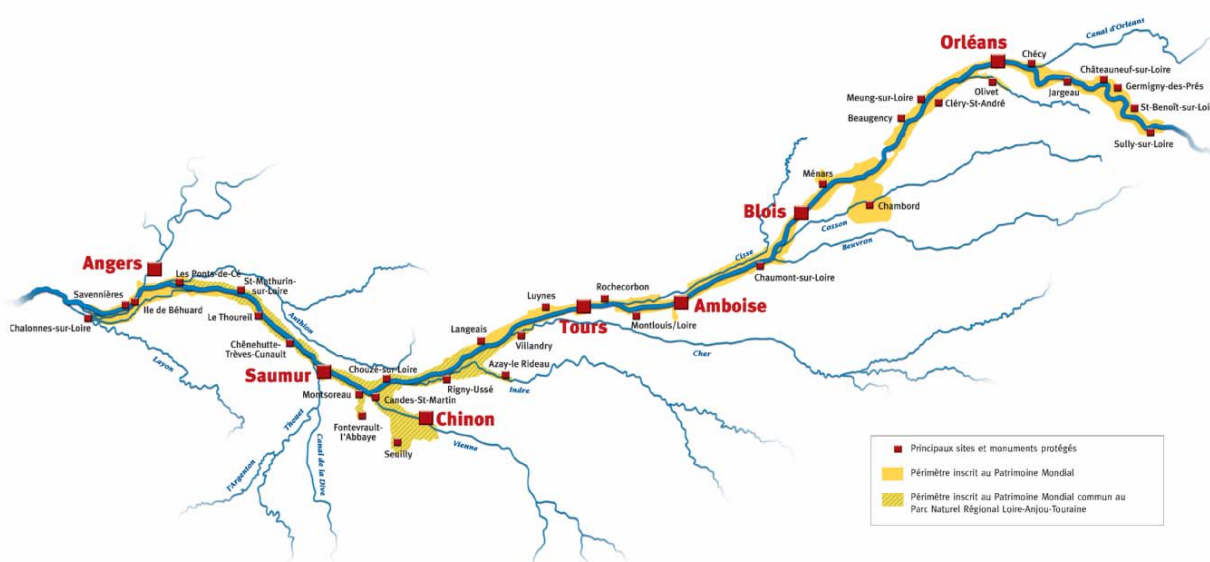 Canal d'Orléans
Orléans
Chécy
Châteauneuf-sur-Loire
Germigny-des-Prés
Jargeau
St-Benoît-sur-Loi
Sully-sur-Loire
Olivet
Meung-sur-Loire
Cléry-St-André
Beaugency
Ménars
Chambord
Blois
Cosson
Beuvron
Cisse
Chaumont-sur-Loire
Amboise
Rochecorbon
Montlouis/Loire
Luynes
Tours
Cher
Langeais
Villandry
Azay-le Rideau
Indre
Rigny-Ussé
Angers
Les Ponts-de-Cé
St-Mathurin-
sur-Loire
Savennières
Ile de Béhuard
Chalonnes-sur-Loire
Le Thoureil
Authion
Layon
Chênehutte-
Trèves-Cunault
Saumur
Chouzé-sur-Loire
Montsoreau
Candes-St-Martin
Chinon
Fontevrault-
l'Abbaye
Seuilly
Vienne
Thouet
l'Argenton
Canal de la Dive
Principaux sites et monuments protégés
Périmètre inscrit au Patrimoine Mondial
Périmètre inscrit au Patrimoine Mondial commun au
Parc Naturel Régional Loire-Anjou-Touraine